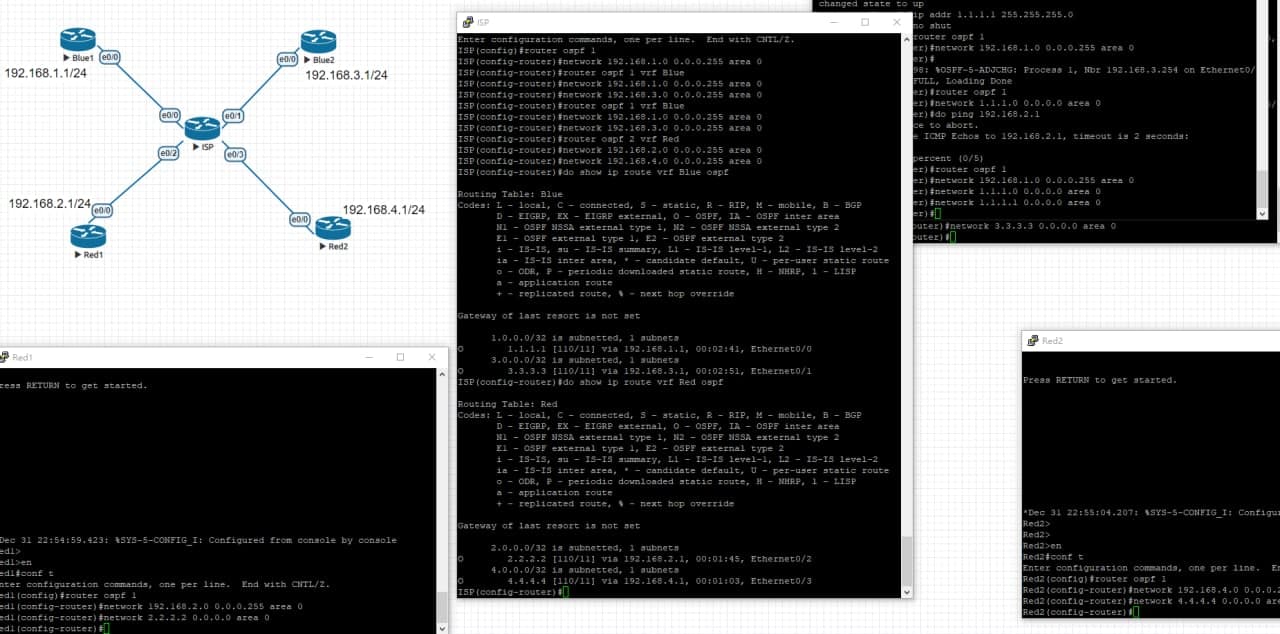 Blue1
e0/0
192.168.1.1/24
e0/0
Blue2
192.168.3.1/24
e0/0
e0/1
ISP
e0/2
e0/3
192.168.2.1/24
e0/0
Red1
192.168.4.1/24
e0/0
Red2
ISP
Enter configuration commands, one per line.  End with CNTL/Z.
ISP(config)#router ospf 1
ISP(config-router)#network 192.168.1.0 0.0.0.255 area 0
ISP(config-router)#router ospf 1 vrf Blue
ISP(config-router)#network 192.168.1.0 0.0.0.255 area 0
ISP(config-router)#network 192.168.3.0 0.0.0.255 area 0
ISP(config-router)#router ospf 1 vrf Blue
ISP(config-router)#network 192.168.1.0 0.0.0.255 area 0
ISP(config-router)#network 192.168.3.0 0.0.0.255 area 0
ISP(config-router)#router ospf 2 vrf Red
ISP(config-router)#network 192.168.2.0 0.0.0.255 area 0
ISP(config-router)#network 192.168.4.0 0.0.0.255 area 0
ISP(config-router)#do show ip route vrf Blue ospf
Routing Table: Blue
Codes: L - local, C - connected, S - static, R - RIP, M - mobile, B - BGP
D - EIGRP, EX - EIGRP external, O - OSPF, IA - OSPF inter area
N1 - OSPF NSSA external type 1, N2 - OSPF NSSA external type 2
E1 - OSPF external type 1, E2 - OSPF external type 2
i - IS-IS, su - IS-IS summary, L1 - IS-IS level-1, L2 - IS-IS level-2
ia - IS-IS inter area, * - candidate default, U - per-user static route
o - ODR, P - periodic downloaded static route, H - NHRP, l - LISP
a - application route
+ - replicated route, % - next hop override
Gateway of last resort is not set
1.0.0.0/32 is subnetted, 1 subnets
O 1.1.1.1 [110/11] via 192.168.1.1, 00:02:41, Ethernet0/0
3.0.0.0/32 is subnetted, 1 subnets
O 3.3.3.3 [110/11] via 192.168.3.1, 00:02:51, Ethernet0/1
ISP(config-router)#do show ip route vrf Red ospf
Routing Table: Red
Codes: L - local, C - connected, S - static, R - RIP, M - mobile, B - BGP
D - EIGRP, EX - EIGRP external, O - OSPF, IA - OSPF inter area
N1 - OSPF NSSA external type 1, N2 - OSPF NSSA external type 2
E1 - OSPF external type 1, E2 - OSPF external type 2
i - IS-IS, su - IS-IS summary, L1 - IS-IS level-1, L2 - IS-IS level-2
ia - IS-IS inter area, * - candidate default, U - per-user static route
o - ODR, P - periodic downloaded static route, H - NHRP, l - LISP
a - application route
+ - replicated route, % - next hop override
Gateway of last resort is not set
2.0.0.0/32 is subnetted, 1 subnets
O 2.2.2.2 [110/11] via 192.168.2.1, 00:01:45, Ethernet0/2
4.0.0.0/32 is subnetted, 1 subnets
O 4.4.4.4 [110/11] via 192.168.4.1, 00:01:03, Ethernet0/3
ISP(config-router)#
changed state to up
ip addr 1.1.1.1 255.255.255.0
no shut
router ospf 1
#network 192.168.1.0 0.0.0.255 area 0
er)#
98: %OSPF-5-ADJCHG: Process 1, Nbr 192.168.3.254 on Ethernet0/
FULL, Loading Done
er)#router ospf 1
er)#network 1.1.1.0 0.0.0.0 area 0
er)#do ping 192.168.2.1
ce to abort.
e ICMP Echos to 192.168.2.1, timeout is 2 seconds:
percent (0/5)
er)#router ospf 1
er)#network 192.168.1.0 0.0.0.255 area 0
er)#network 1.1.1.0 0.0.0.0 area 0
er)#network 1.1.1.1 0.0.0.0 area 0
er)#
outer)#network 3.3.3.3 0.0.0.0 area 0
outer)#
Red1
ress RETURN to get started.
Dec 31 22:54:59.423: %SYS-5-CONFIG_I: Configured from console by console
ed1>
ed1>en
ed1#conf t
nter configuration commands, one per line.  End with CNTL/Z.
ed1(config)#router ospf 1
ed1(config-router)#network 192.168.2.0 0.0.0.255 area 0
ed1(config-router)#network 2.2.2.2 0.0.0.0 area 0
ed1(config-router)#
Red2
Press RETURN to get started.
*Dec 31 22:55:04.207: %SYS-5-CONFIG_I: Configu
Red2>
Red2>
Red2>en
Red2#conf t
Enter configuration commands, one per line.  En
Red2(config)#router ospf 1
Red2(config-router)#network 192.168.4.0 0.0.0.2
Red2(config-router)#network 4.4.4.4 0.0.0.0 are
Red2(config-router)#